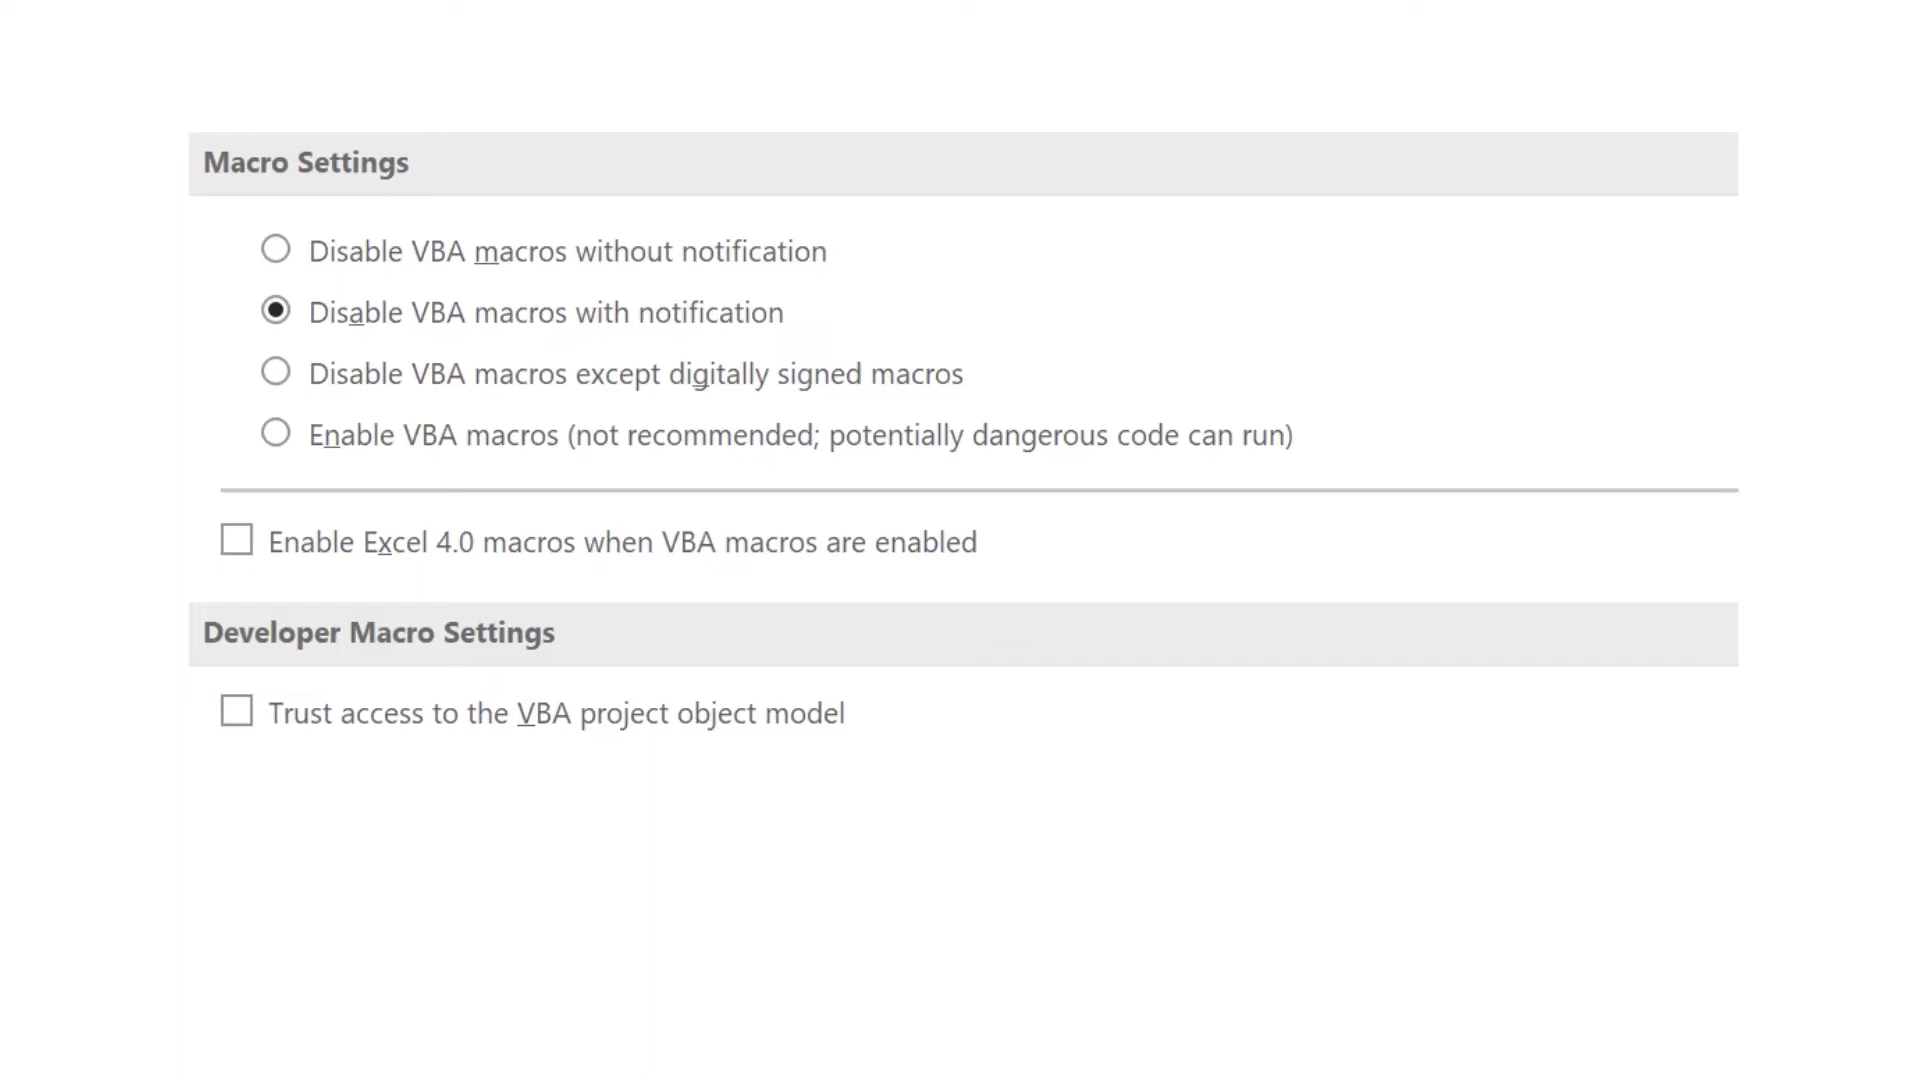 Macro Settings
Disable VBA macros without notification
Disable VBA macros with notification
Disable VBA macros except digitally signed macros
Enable VBA macros (not recommended; potentially dangerous code can run)
Enable Excel 4.0 macros when VBA macros are enabled
Developer Macro Settings
Trust access to the VBA project object model